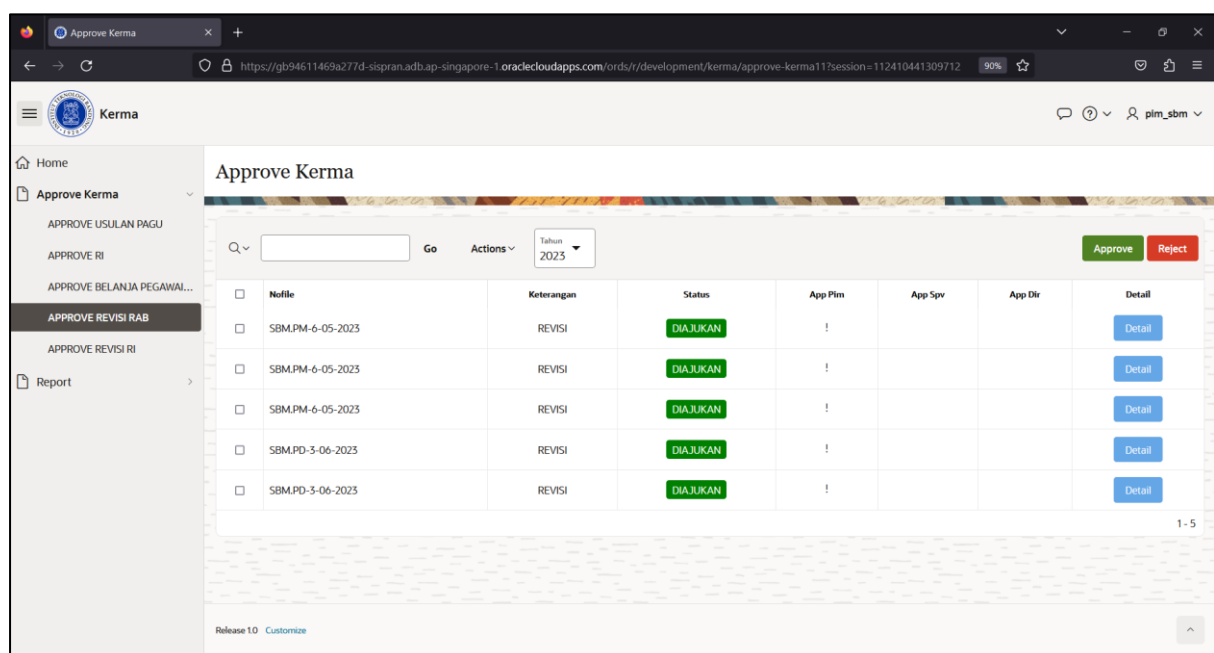 Approve Kerma
https://gb94611469a277d-sispran.adb.ap-singapore-1.oraclecloudapps.com/ords/r/development/kerma/approve-kerma11?session=112410441309712 90%
Kerma pim_sbm
Home
Approve Kerma
APPROVE USULAN PAGU
APPROVE RI
APPROVE BELANJA PEGAWAI...
APPROVE REVISI RAB
APPROVE REVISI RI
Report
Approve Kerma
Go Actions Tahun 2023 Approve Reject
Nofile Keterangan Status App Pim App Spv App Dir Detail
SBM.PM-6-05-2023 REVISI DIAJUKAN ! Detail
SBM.PM-6-05-2023 REVISI DIAJUKAN ! Detail
SBM.PM-6-05-2023 REVISI DIAJUKAN ! Detail
SBM.PD-3-06-2023 REVISI DIAJUKAN ! Detail
SBM.PD-3-06-2023 REVISI DIAJUKAN ! Detail
1 - 5
Release 1.0 Customize